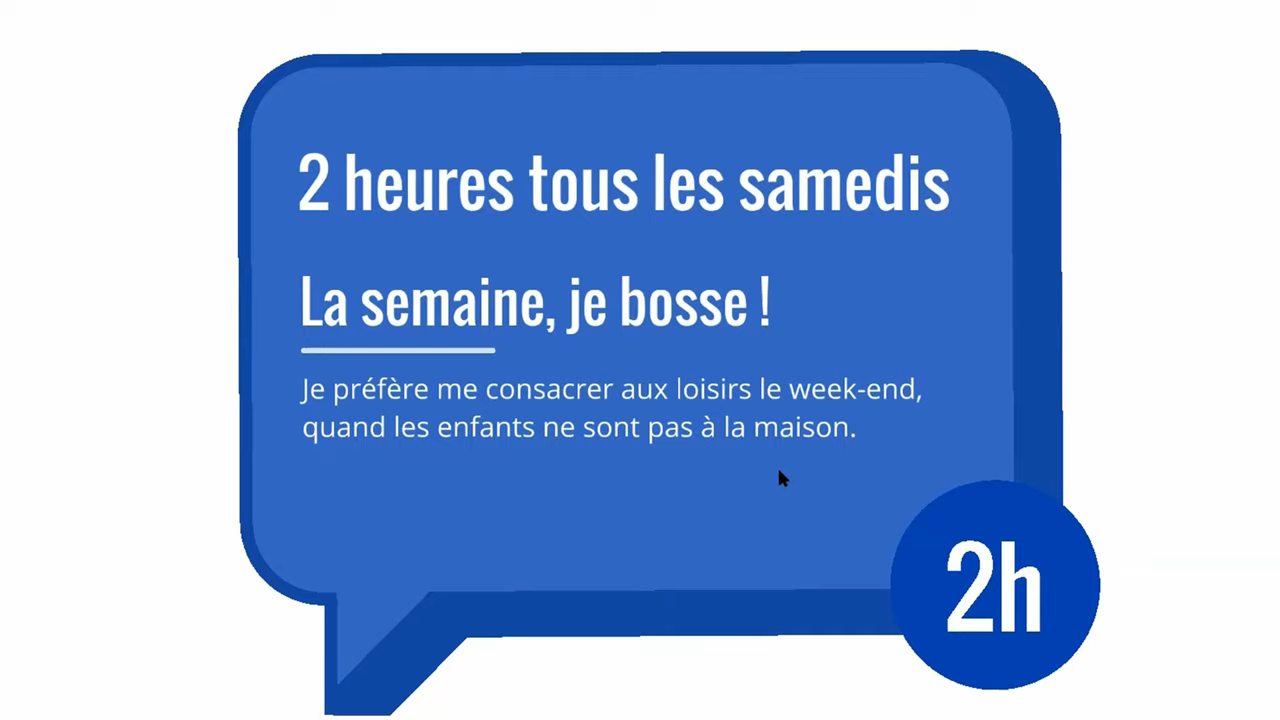 2 heures tous les samedis
La semaine, je bosse !
Je préfère me consacrer aux loisirs le week-end,
quand les enfants ne sont pas à la maison.
2h